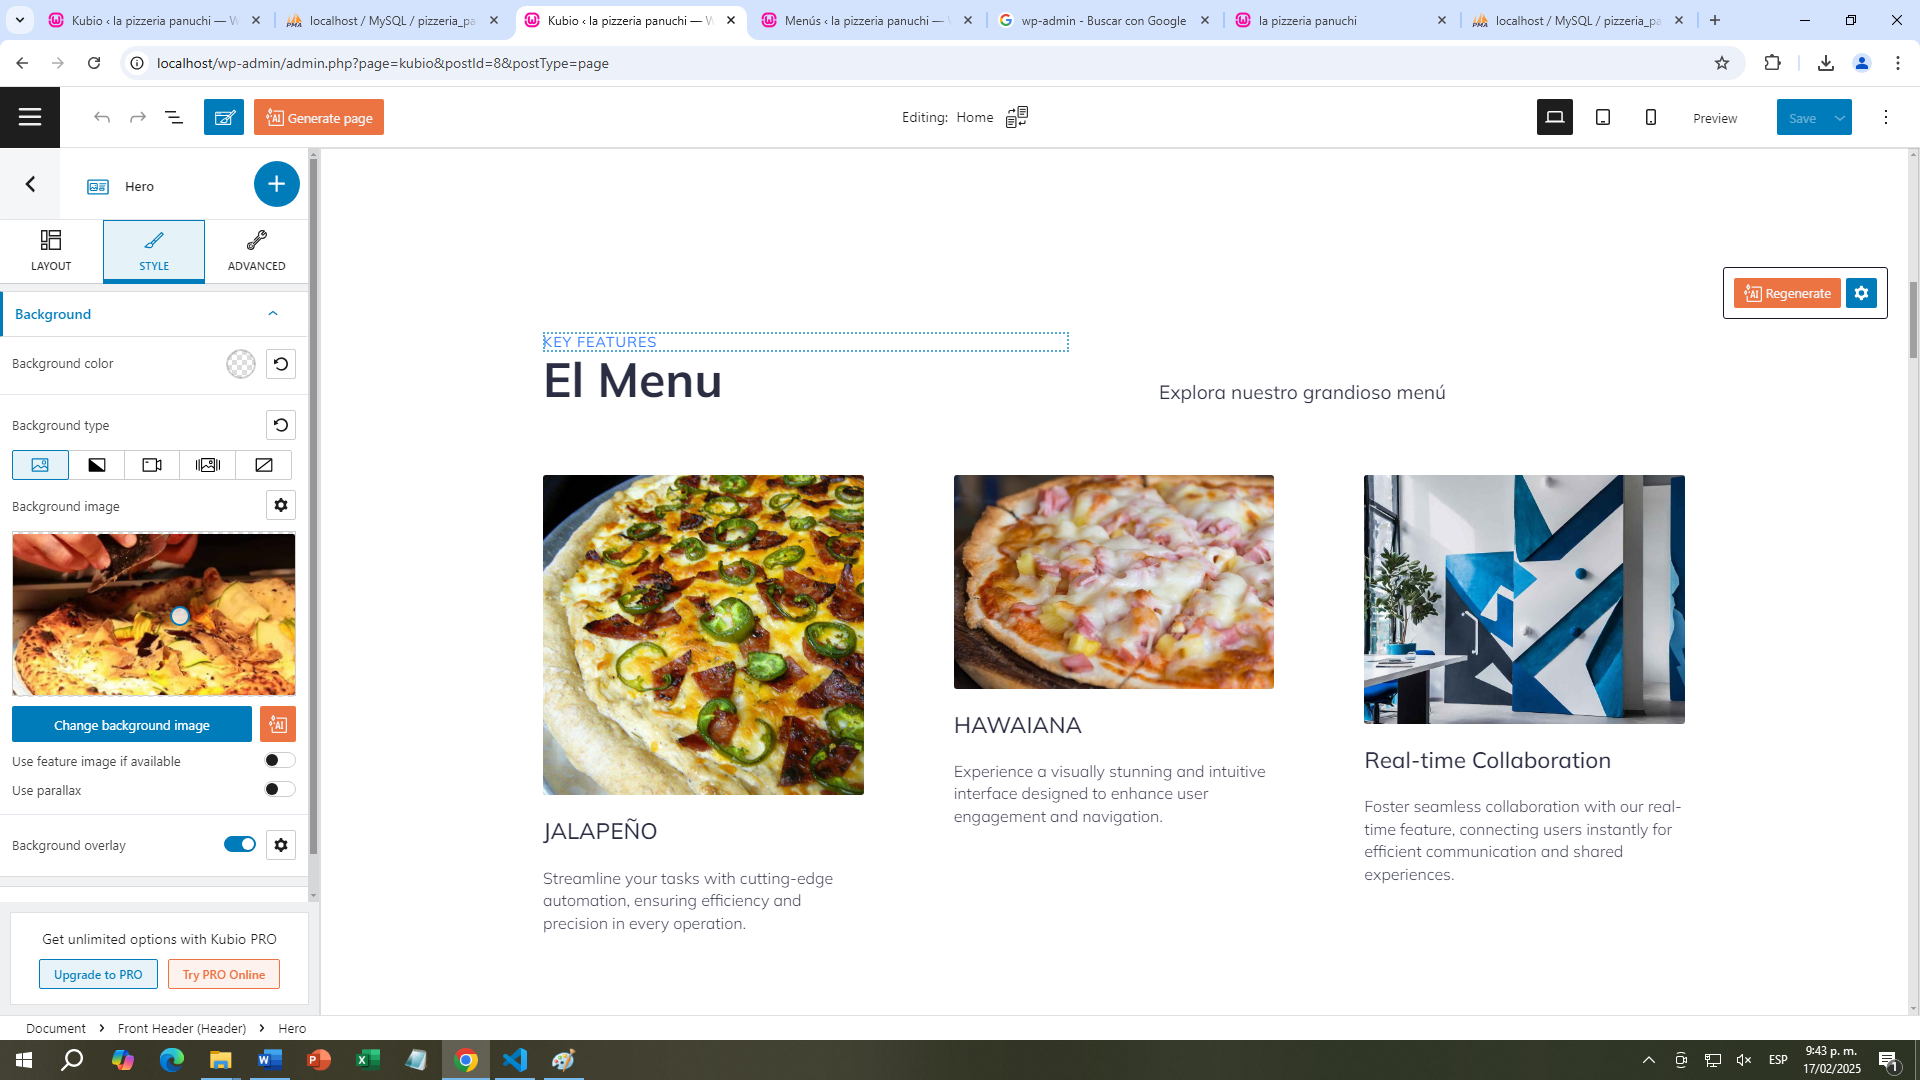 Kubio ‹ la pizzeria panuchi — W
localhost / MySQL / pizzeria_pa
Kubio ‹ la pizzeria panuchi — W
Menús ‹ la pizzeria panuchi — W
wp-admin - Buscar con Google
la pizzeria panuchi
localhost / MySQL / pizzeria_pa
localhost/wp-admin/admin.php?page=kubio&postId=8&postType=page
AI Generate page
Editing: Home
Preview
Save
Hero
LAYOUT
STYLE
ADVANCED
Background
Background color
Background type
Background image
Change background image
AI
Use feature image if available
Use parallax
Background overlay
Get unlimited options with Kubio PRO
Upgrade to PRO
Try PRO Online
AI Regenerate
KEY FEATURES
El Menu
Explora nuestro grandioso menú
JALAPEÑO
Streamline your tasks with cutting-edge
automation, ensuring efficiency and
precision in every operation.
HAWAIANA
Experience a visually stunning and intuitive
interface designed to enhance user
engagement and navigation.
Real-time Collaboration
Foster seamless collaboration with our real-
time feature, connecting users instantly for
efficient communication and shared
experiences.
Document > Front Header (Header) > Hero
ESP
9:43 p. m.
17/02/2025
1